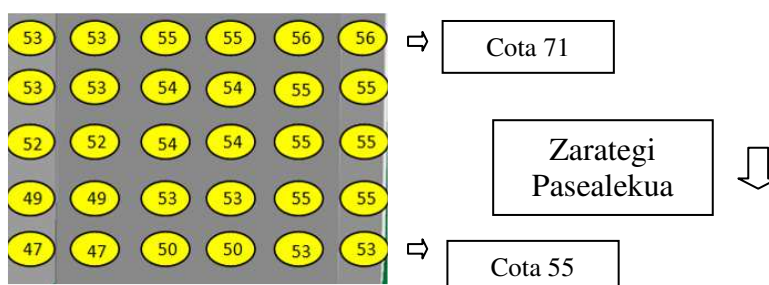 53 53 55 55 56 56
Cota 71
53 53 54 54 55 55
52 52 54 54 55 55
Zarategi
Pasealekua
49 49 53 53 55 55
47 47 50 50 53 53
Cota 55